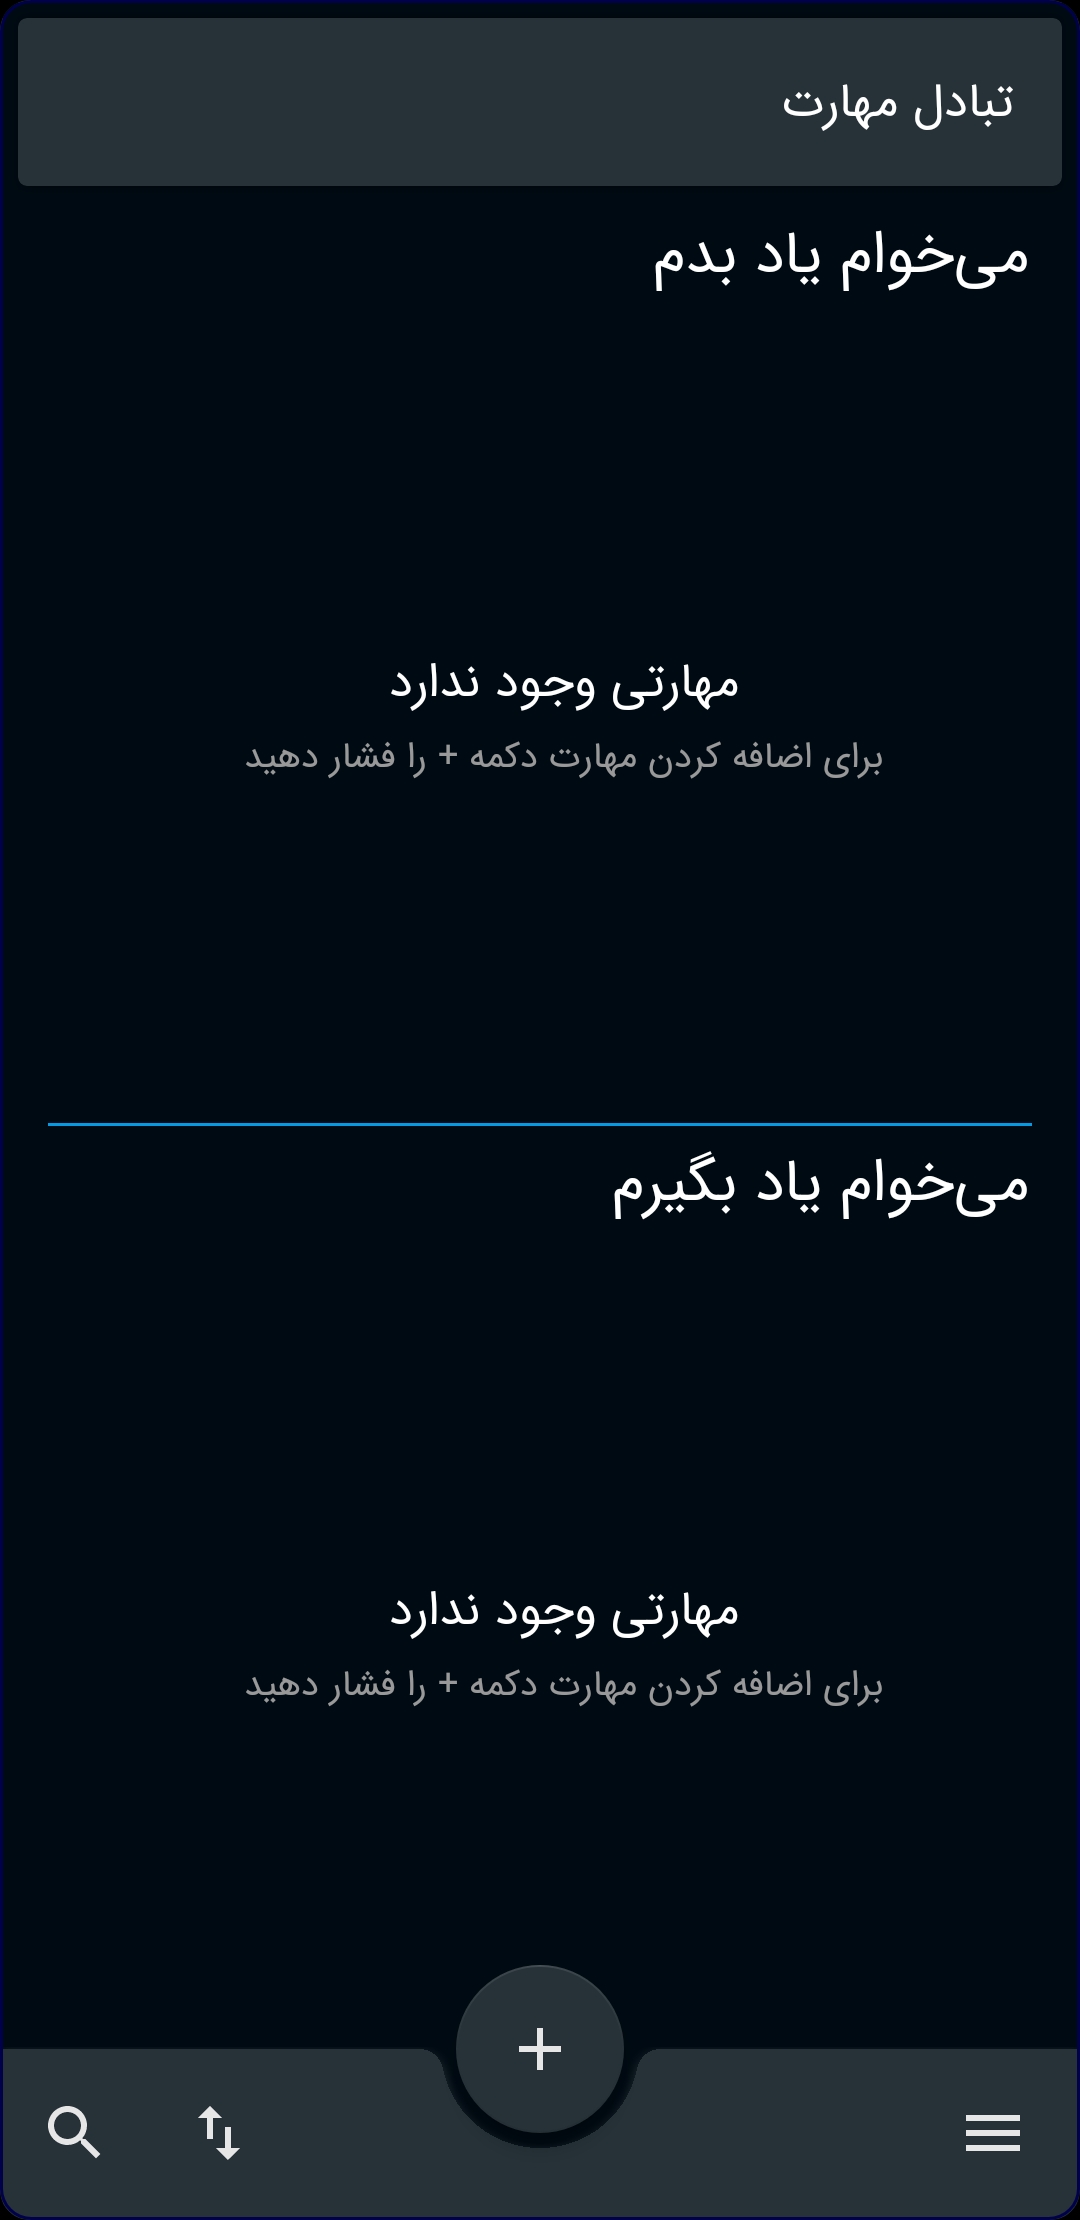 تبادل مهارت
می‌خوام یاد بدم
مهارتی وجود ندارد
برای اضافه کردن مهارت دکمه + را فشار دهید
می‌خوام یاد بگیرم
مهارتی وجود ندارد
برای اضافه کردن مهارت دکمه + را فشار دهید